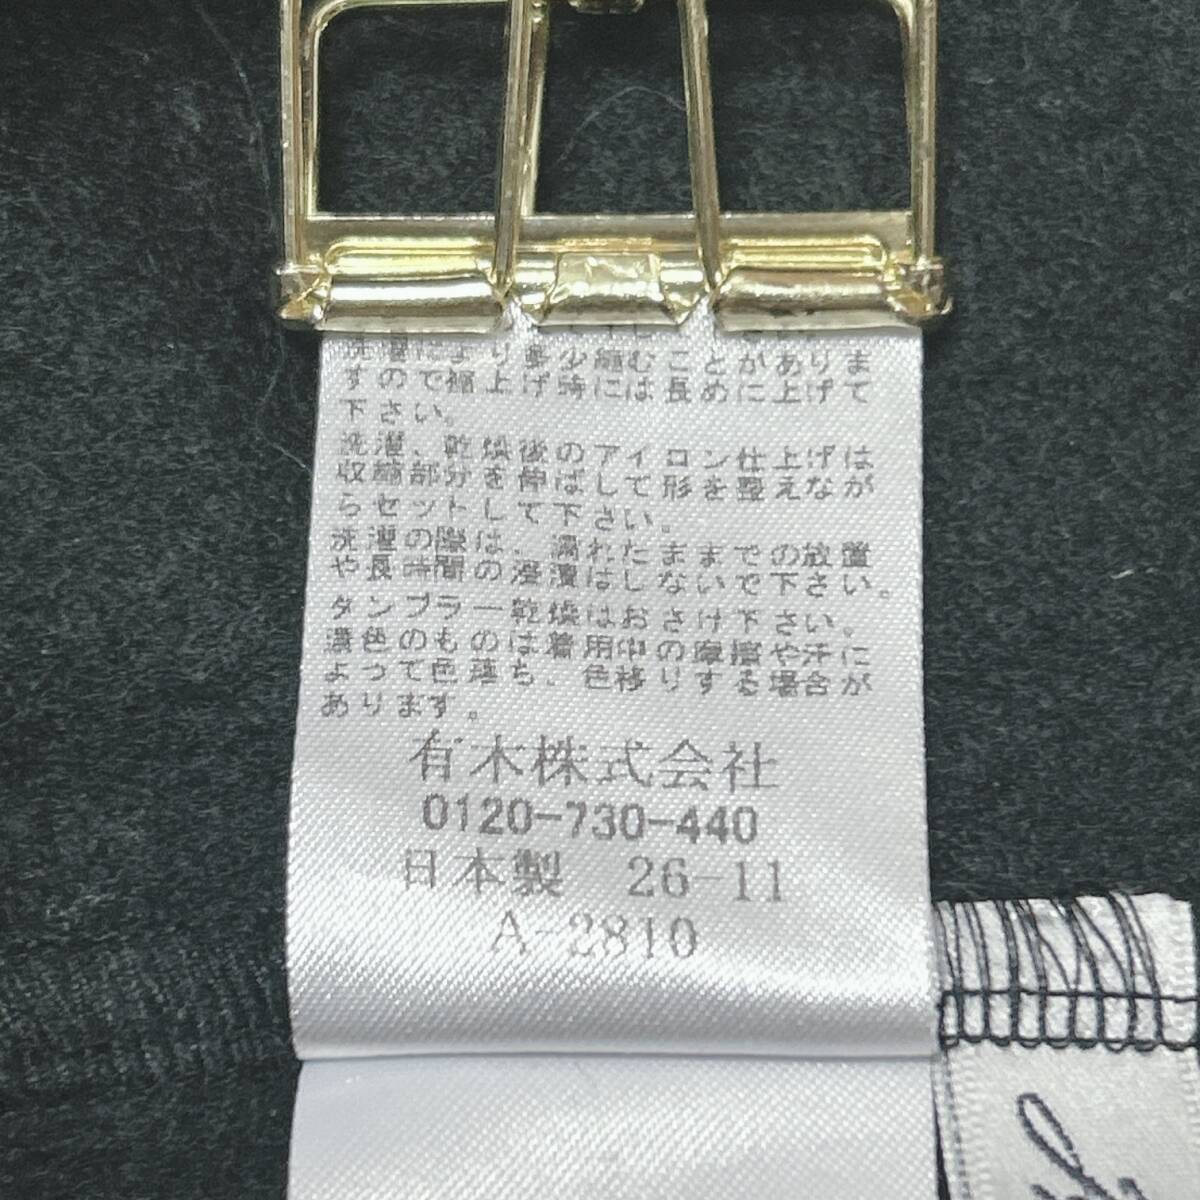 洗濯により多少縮むことがありま
すので裾上げ時には長めに上げて
下さい。
洗濯、乾燥後のアイロン仕上げは
収縮部分を伸ばして形を整えなが
らセットして下さい。
洗濯の際は、濡れたままでの放置
や長時間の浸漬はしないで下さい。
タンブラー乾燥はおさけ下さい。
濃色のものは着用中の摩擦や汗に
よって色落ち、色移りする場合が
あります。
有木株式会社
0120-730-440
日本製 26-11
A-2810